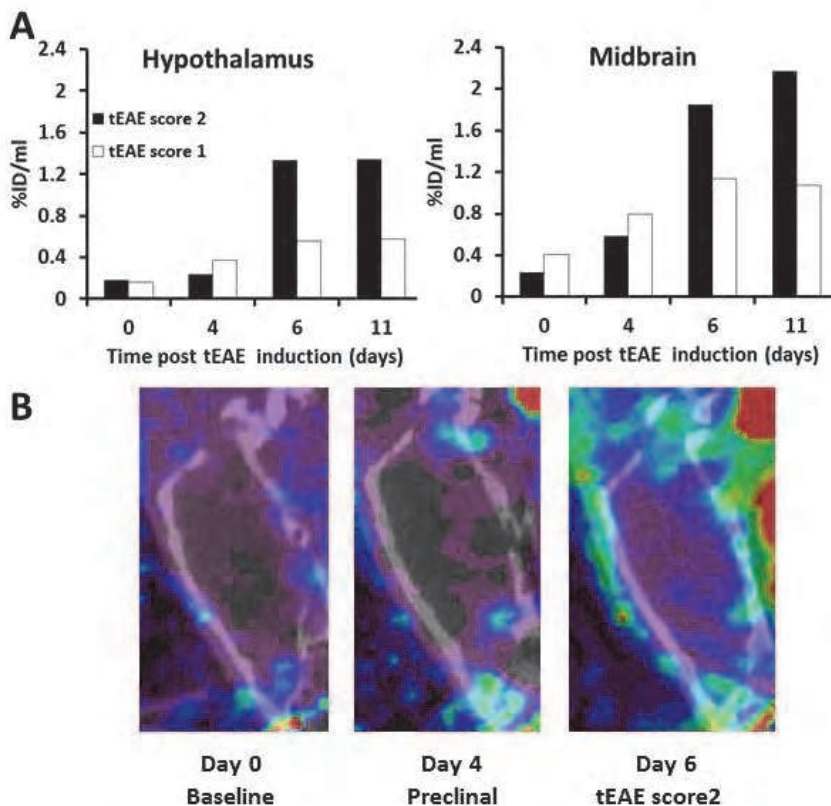 A
Hypothalamus
2.4
2
1.6
1.2
0.8
0.4
0
%ID/ml
tEAE score 2
tEAE score 1
0 4 6 11
Time post tEAE induction (days)
Midbrain
2.4
2
1.6
1.2
0.8
0.4
0
%ID/ml
0 4 6 11
Time post tEAE induction (days)
B
Day 0
Baseline
Day 4
Preclinal
Day 6
tEAE score2